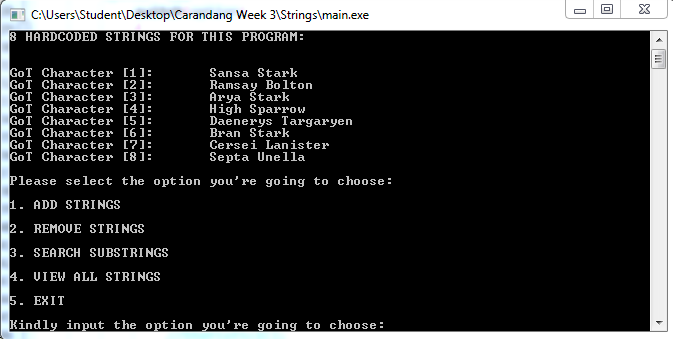 C:\Users\Student\Desktop\Carandang Week 3\Strings\main.exe
8 HARDCODED STRINGS FOR THIS PROGRAM:
GoT Character [1]: Sansa Stark
GoT Character [2]: Ramsay Bolton
GoT Character [3]: Arya Stark
GoT Character [4]: High Sparrow
GoT Character [5]: Daenerys Targaryen
GoT Character [6]: Bran Stark
GoT Character [7]: Cersei Lanister
GoT Character [8]: Septa Unella
Please select the option you're going to choose:
1. ADD STRINGS
2. REMOVE STRINGS
3. SEARCH SUBSTRINGS
4. VIEW ALL STRINGS
5. EXIT
Kindly input the option you're going to choose: